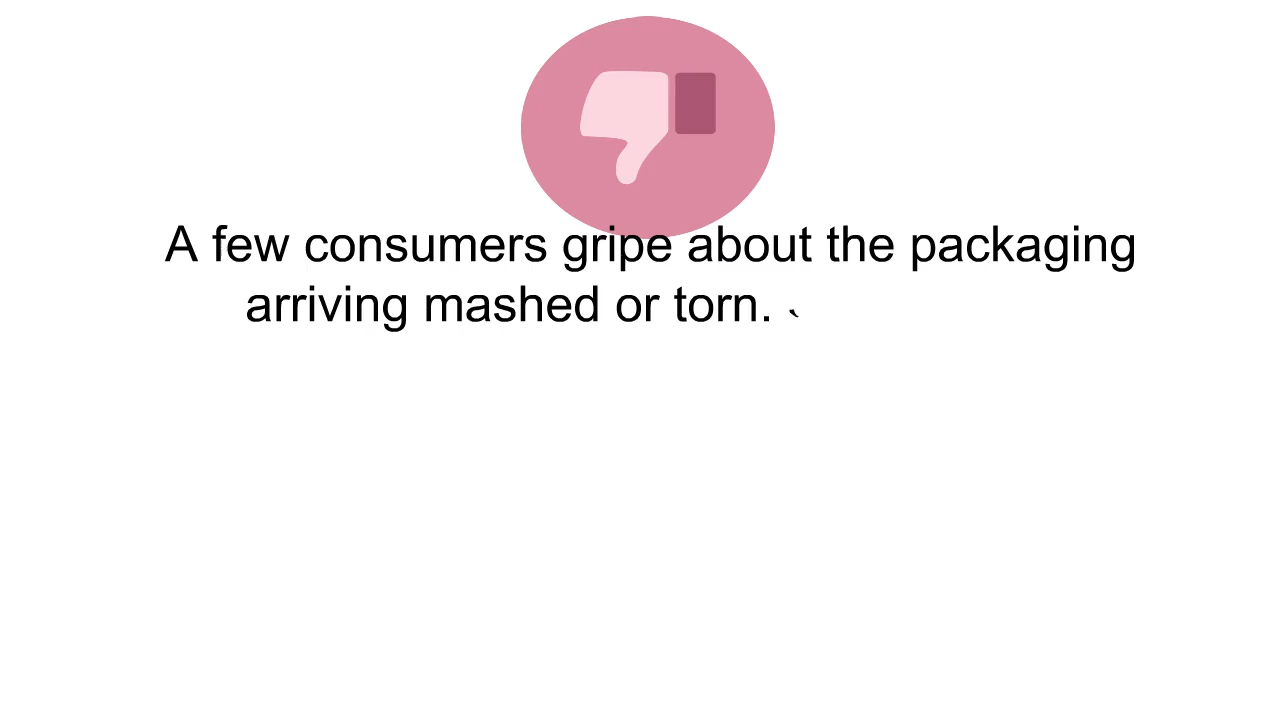 A few consumers gripe about the packaging
arriving mashed or torn.